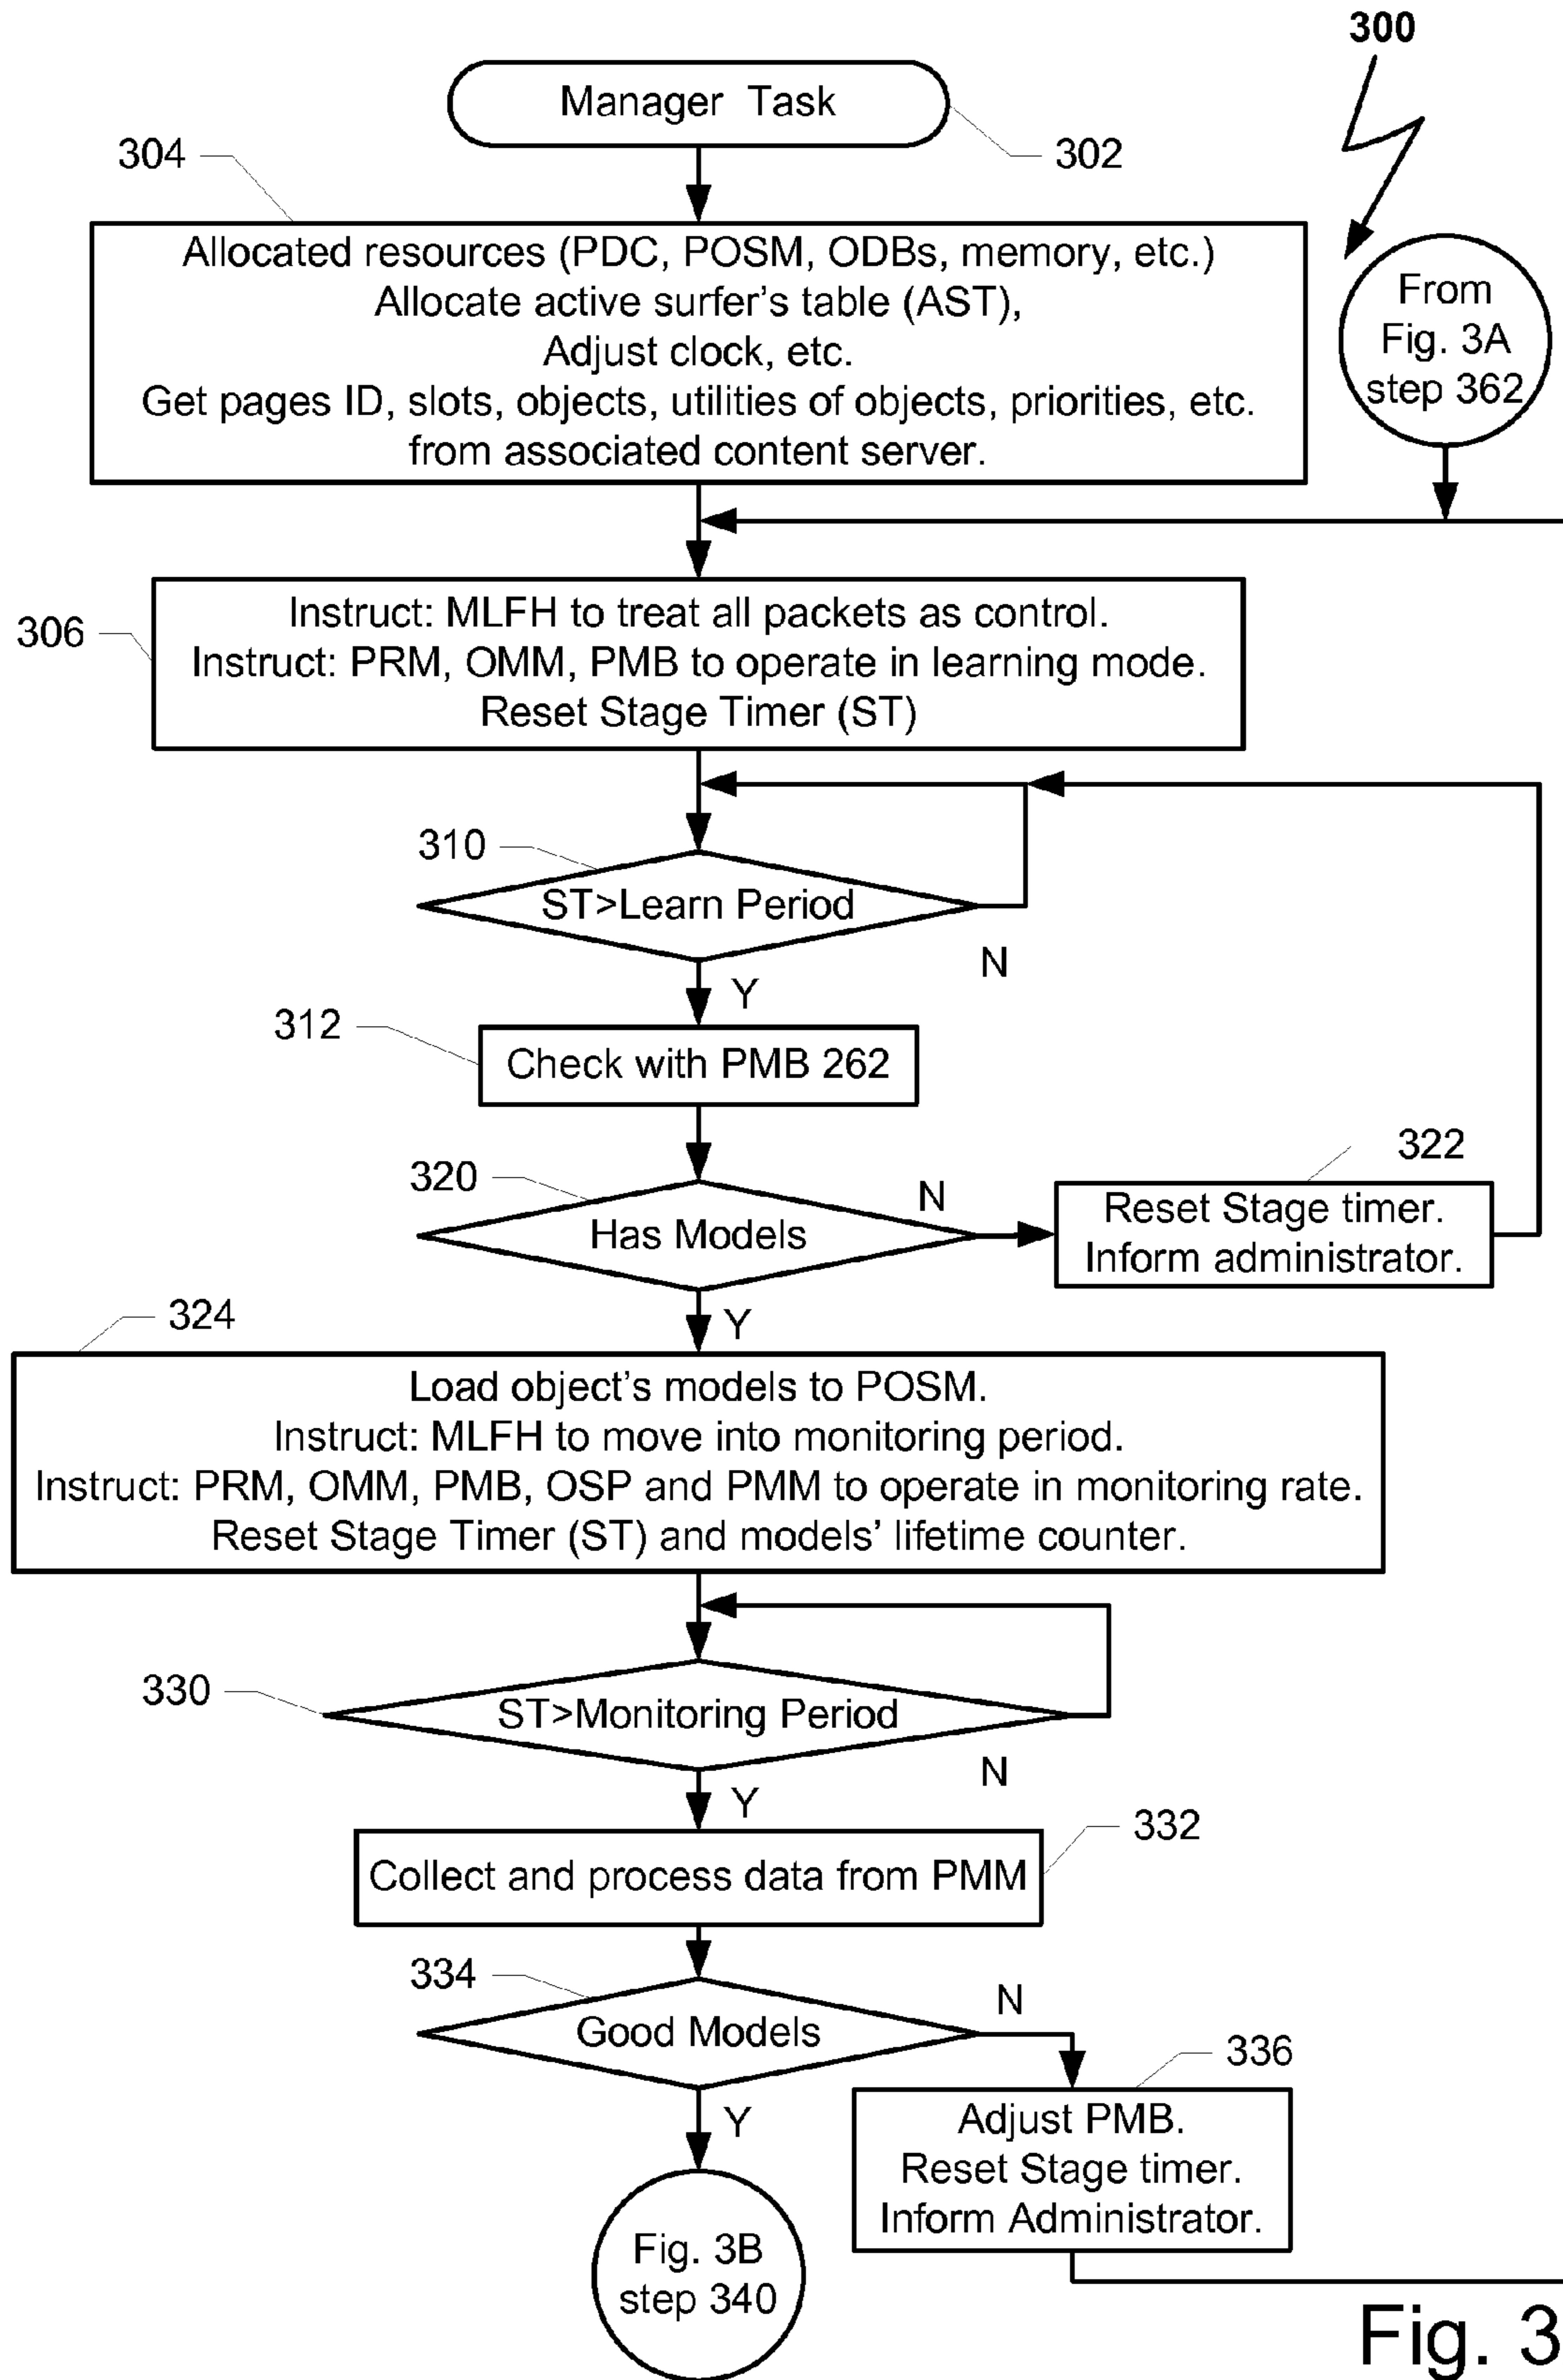 300
Manager Task
302
304
Allocated resources (PDC, POSM, ODBs, memory, etc.)
Allocate active surfer's table (AST),
Adjust clock, etc.
Get pages ID, slots, objects, utilities of objects, priorities, etc.
from associated content server.
From
Fig. 3A
step 362
306
Instruct: MLFH to treat all packets as control.
Instruct: PRM, OMM, PMB to operate in learning mode.
Reset Stage Timer (ST)
310
ST>Learn Period
N
Y
312
Check with PMB 262
320
Has Models
N
322
Reset Stage timer.
Inform administrator.
Y
324
Load object's models to POSM.
Instruct: MLFH to move into monitoring period.
Instruct: PRM, OMM, PMB, OSP and PMM to operate in monitoring rate.
Reset Stage Timer (ST) and models' lifetime counter.
330
ST>Monitoring Period
N
Y
332
Collect and process data from PMM
334
Good Models
N
336
Adjust PMB.
Reset Stage timer.
Inform Administrator.
Y
Fig. 3B
step 340
Fig. 3